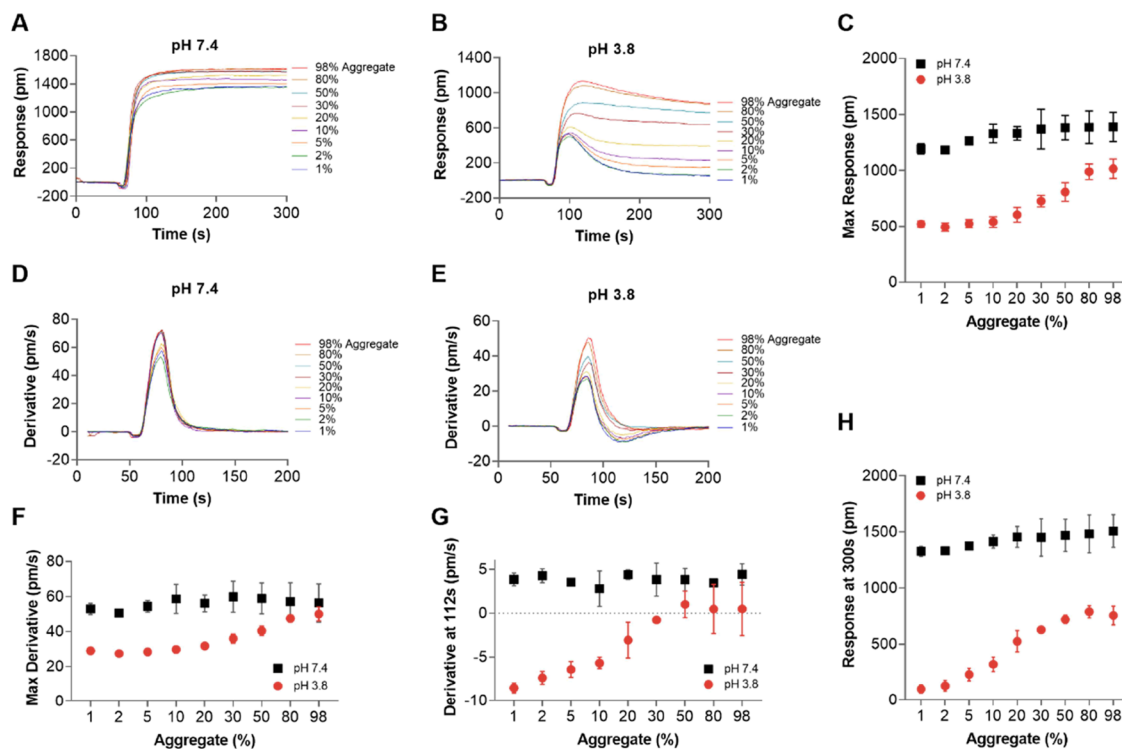 A
pH 7.4
Response (pm)
1800
1400
1000
600
200
-200
0
100
200
300
Time (s)
98% Aggregate
80%
50%
30%
20%
10%
5%
2%
1%
B
pH 3.8
Response (pm)
1800
1400
1000
600
200
-200
0
100
200
300
Time (s)
98% Aggregate
80%
50%
30%
20%
10%
5%
2%
1%
C
Max Response (pm)
2000
1500
1000
500
0
pH 7.4
pH 3.8
1 2 5 10 20 30 50 80 98
Aggregate (%)
D
pH 7.4
Derivative (pm/s)
80
60
40
20
0
-20
0
50
100
150
200
Time (s)
98% Aggregate
80%
50%
30%
20%
10%
5%
2%
1%
E
pH 3.8
Derivative (pm/s)
60
40
20
0
-20
0
50
100
150
200
Time (s)
98% Aggregate
80%
50%
30%
20%
10%
5%
2%
1%
F
Max Derivative (pm/s)
80
60
40
20
0
pH 7.4
pH 3.8
1 2 5 10 20 30 50 80 98
Aggregate (%)
G
Derivative at 112s (pm/s)
5
0
-5
-10
pH 7.4
pH 3.8
1 2 5 10 20 30 50 80 98
Aggregate (%)
H
Response at 300s (pm)
2000
1500
1000
500
0
pH 7.4
pH 3.8
1 2 5 10 20 30 50 80 98
Aggregate (%)